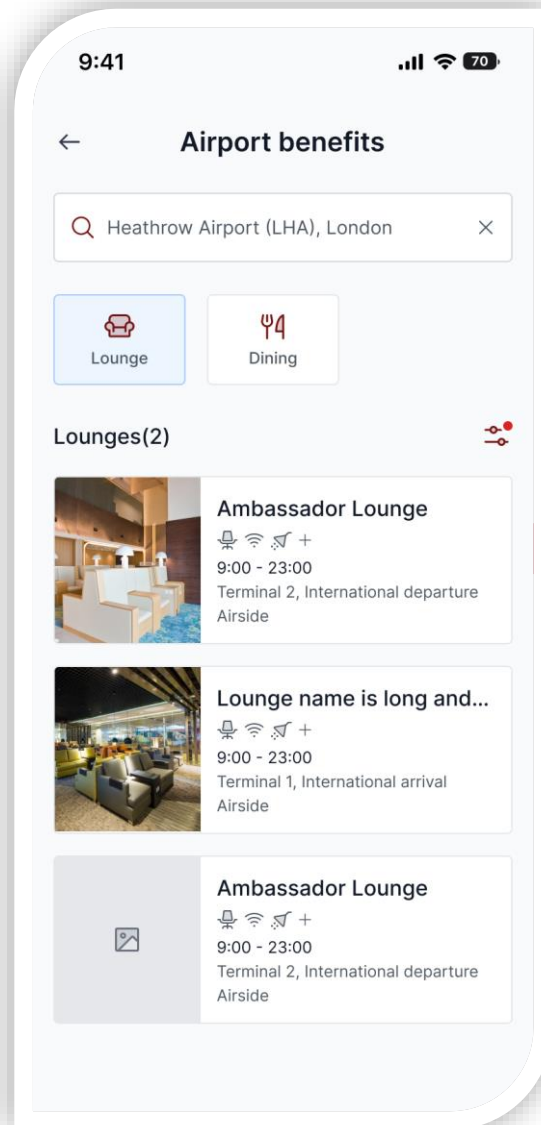 9:41
70
Airport benefits
Heathrow Airport (LHA), London
Lounge
Dining
Lounges(2)
Ambassador Lounge
9:00 - 23:00
Terminal 2, International departure
Airside
Lounge name is long and...
9:00 - 23:00
Terminal 1, International arrival
Airside
Ambassador Lounge
9:00 - 23:00
Terminal 2, International departure
Airside